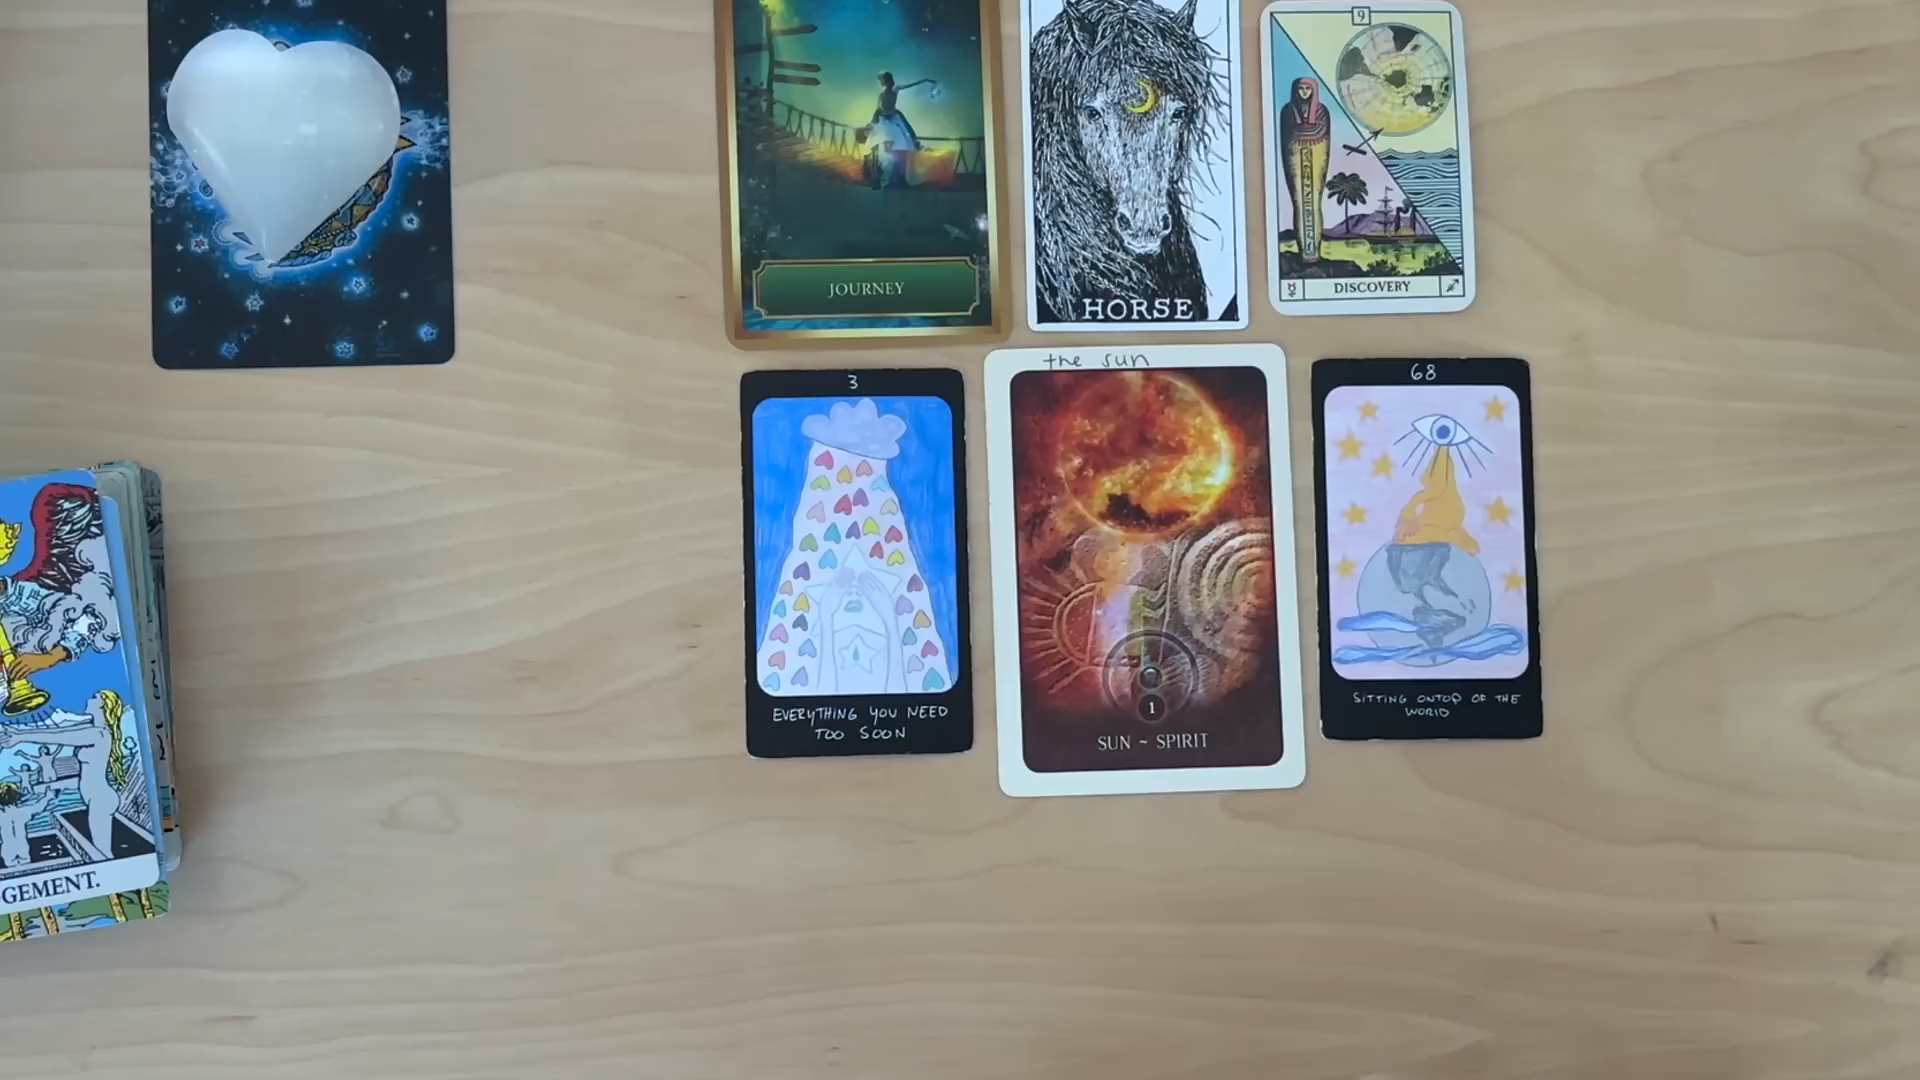 JOURNEY
HORSE
9
DISCOVERY
3
EVERYTHING YOU NEED
TOO SOON
the sun
1
SUN ~ SPIRIT
68
SITTING ONTOP OF THE
WORLD
GEMENT.